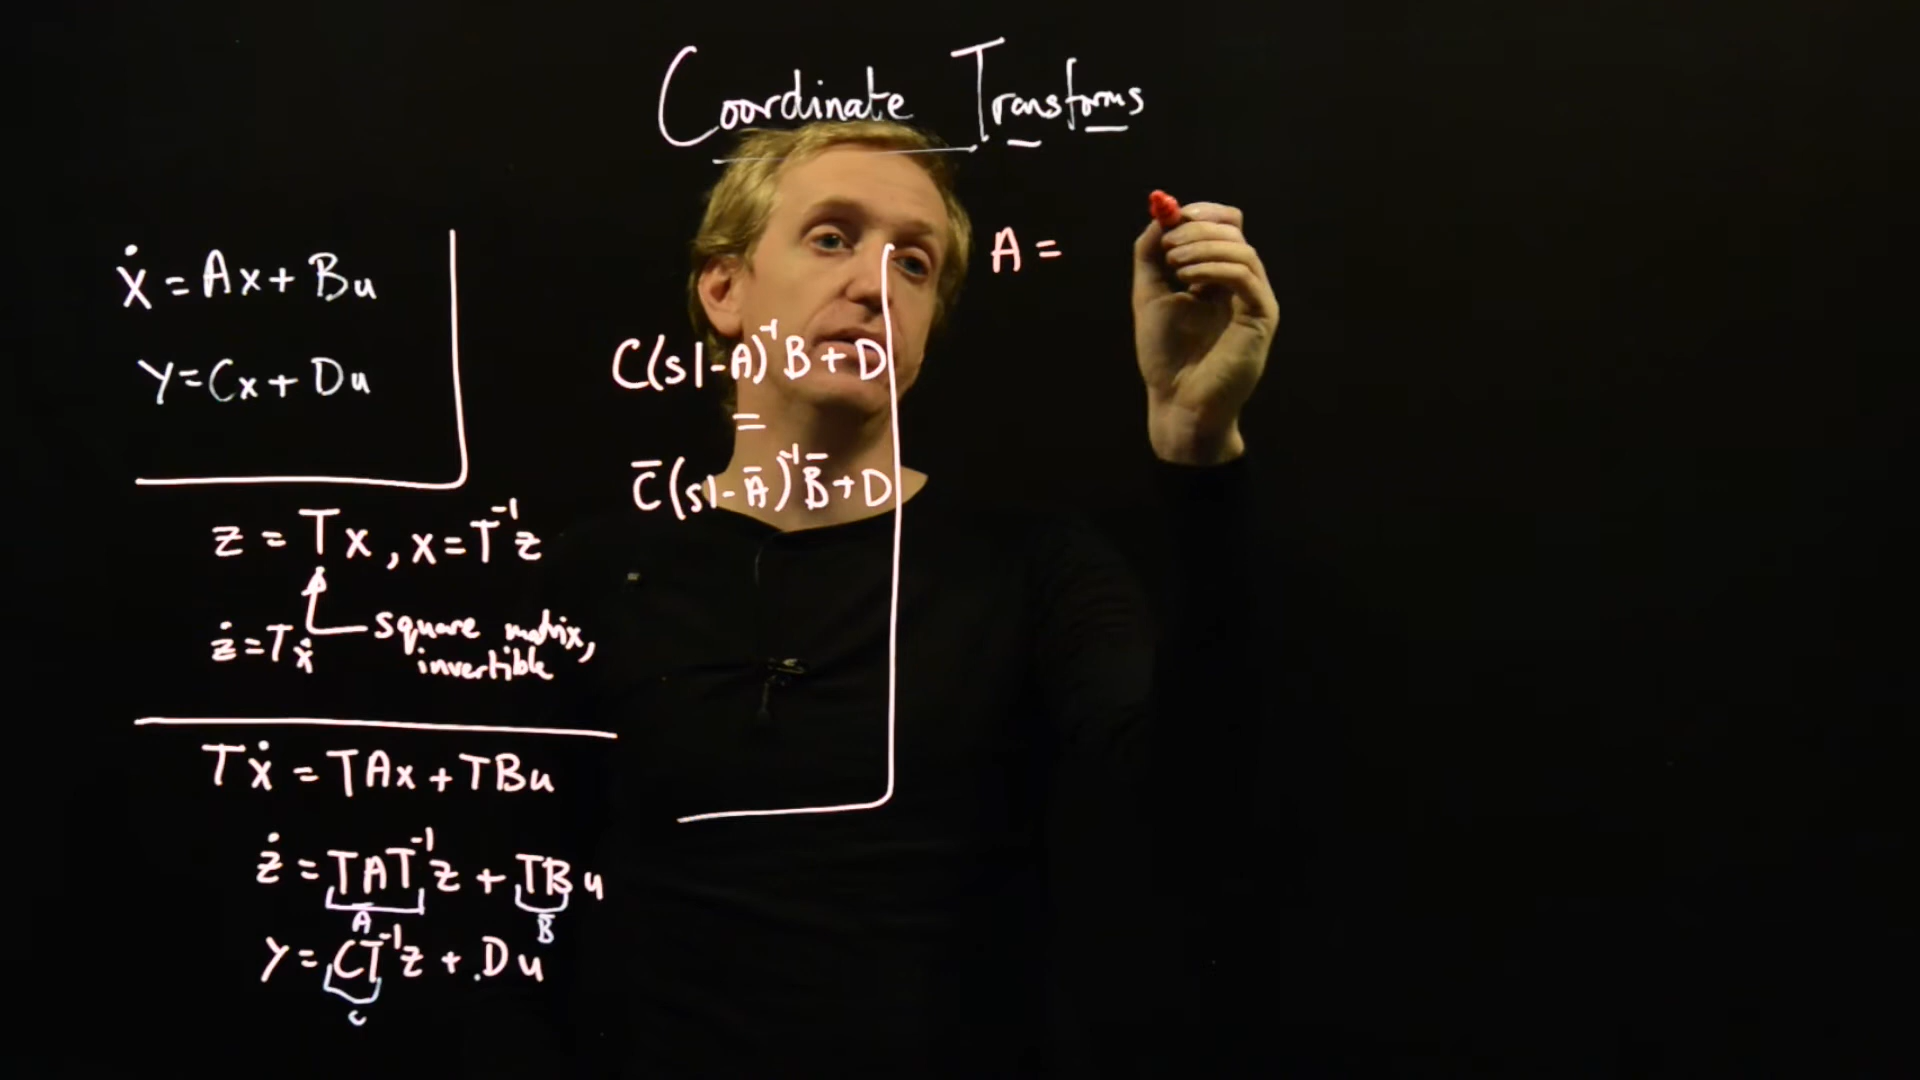 Coordinate Transforms
ẋ = Ax + Bu
y = Cx + Du
z = Tx, x = T⁻¹z
ż = Tẋ
square matrix,
invertible
Tẋ = TAx + TBu
ż = TAT⁻¹z + TBu
Ā
B̄
y = CT⁻¹z + Du
C
C(sI-A)⁻¹B + D
=
C̄(sI-Ā)⁻¹B̄ + D
A =